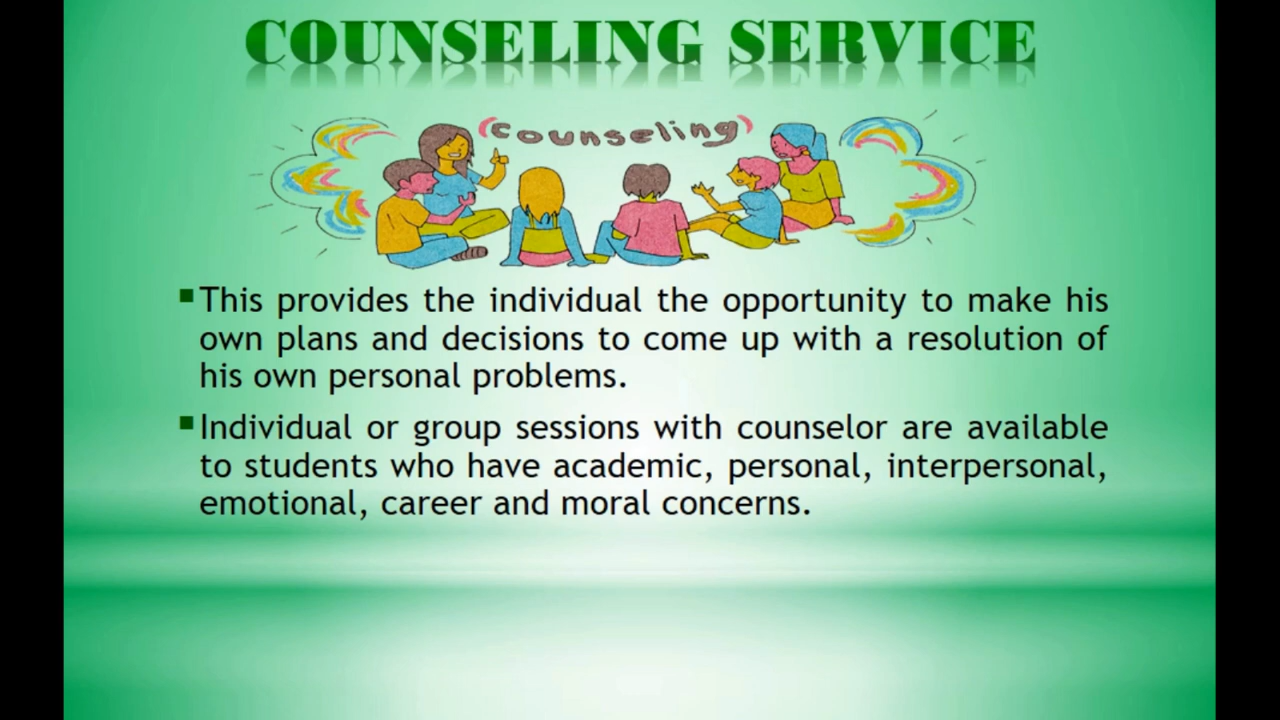 COUNSELING SERVICE
(counseling)
▪This provides the individual the opportunity to make his
own plans and decisions to come up with a resolution of
his own personal problems.
▪Individual or group sessions with counselor are available
to students who have academic, personal, interpersonal,
emotional, career and moral concerns.